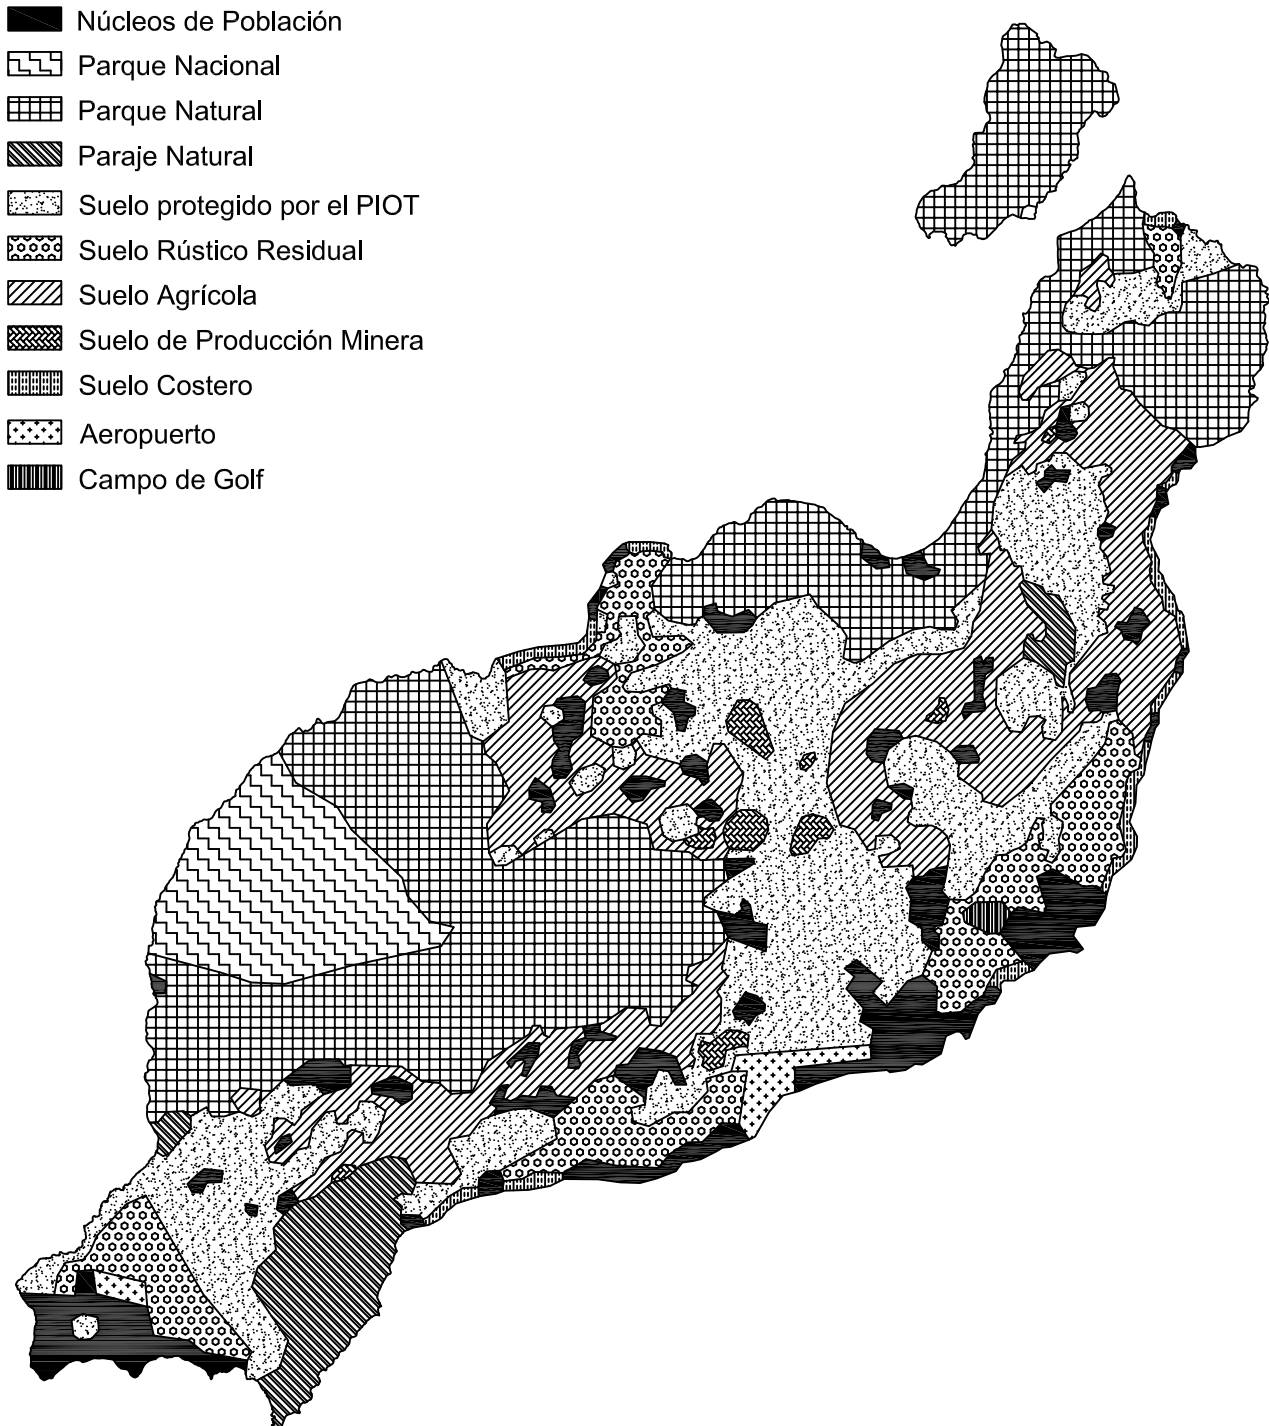 Núcleos de Población
Parque Nacional
Parque Natural
Paraje Natural
Suelo protegido por el PIOT
Suelo Rústico Residual
Suelo Agrícola
Suelo de Producción Minera
Suelo Costero
Aeropuerto
Campo de Golf